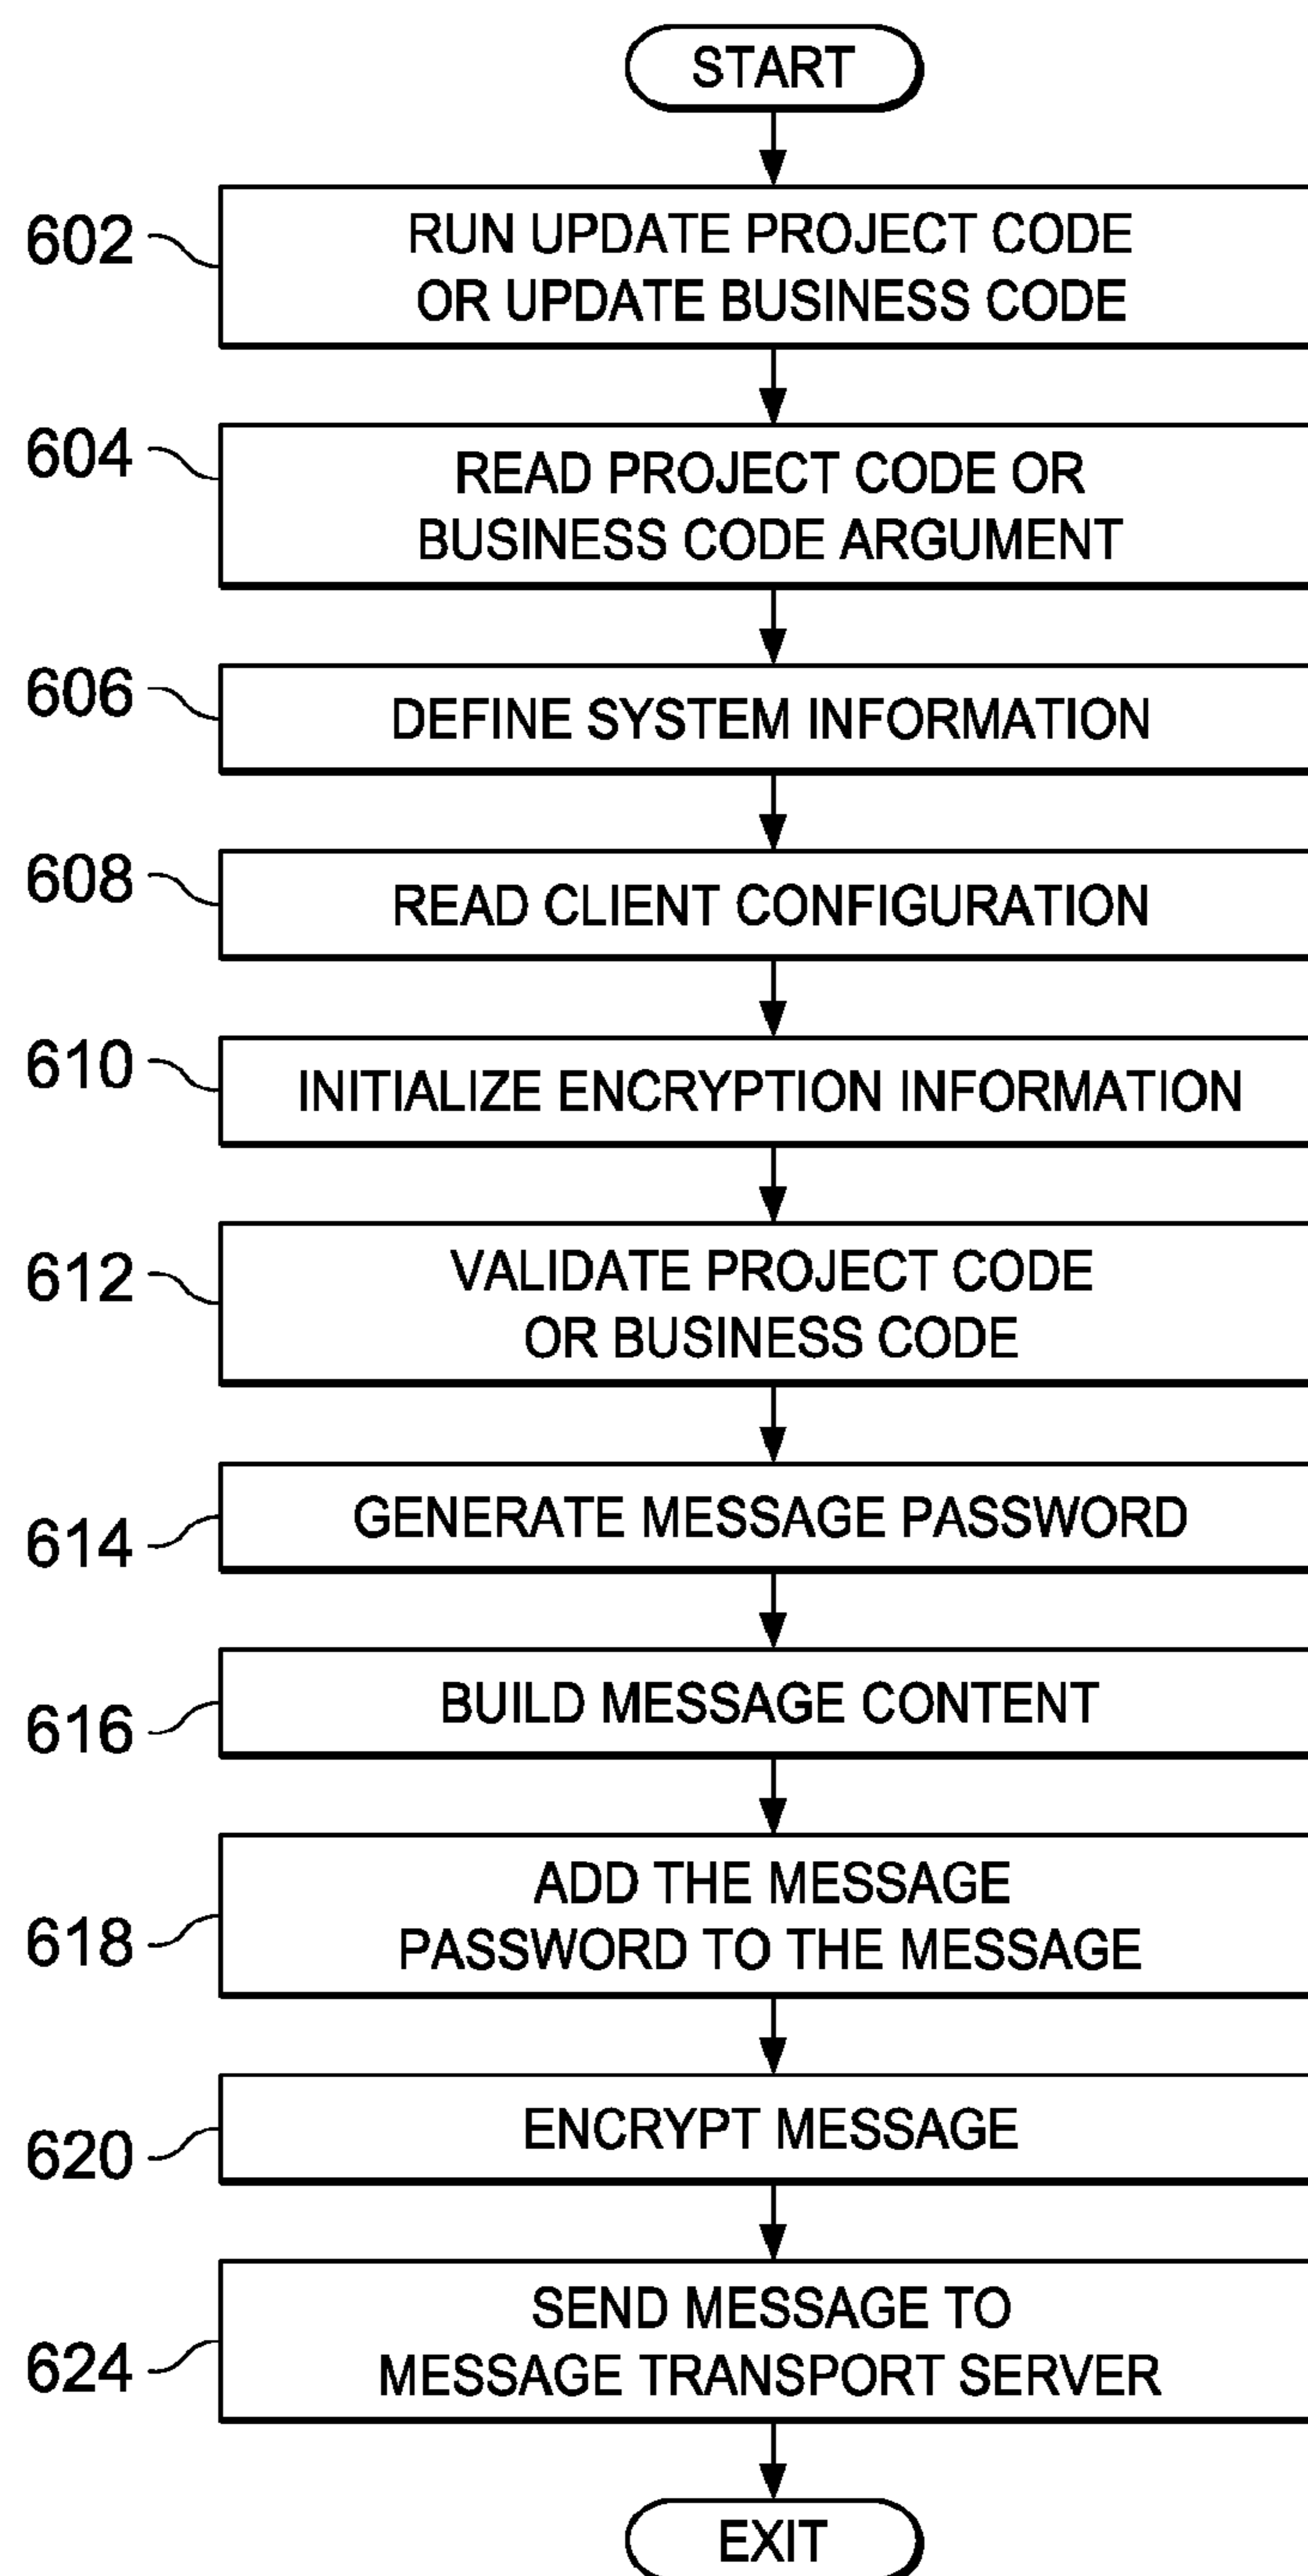 START
602
RUN UPDATE PROJECT CODE
OR UPDATE BUSINESS CODE
604
READ PROJECT CODE OR
BUSINESS CODE ARGUMENT
606
DEFINE SYSTEM INFORMATION
608
READ CLIENT CONFIGURATION
610
INITIALIZE ENCRYPTION INFORMATION
612
VALIDATE PROJECT CODE
OR BUSINESS CODE
614
GENERATE MESSAGE PASSWORD
616
BUILD MESSAGE CONTENT
618
ADD THE MESSAGE
PASSWORD TO THE MESSAGE
620
ENCRYPT MESSAGE
624
SEND MESSAGE TO
MESSAGE TRANSPORT SERVER
EXIT